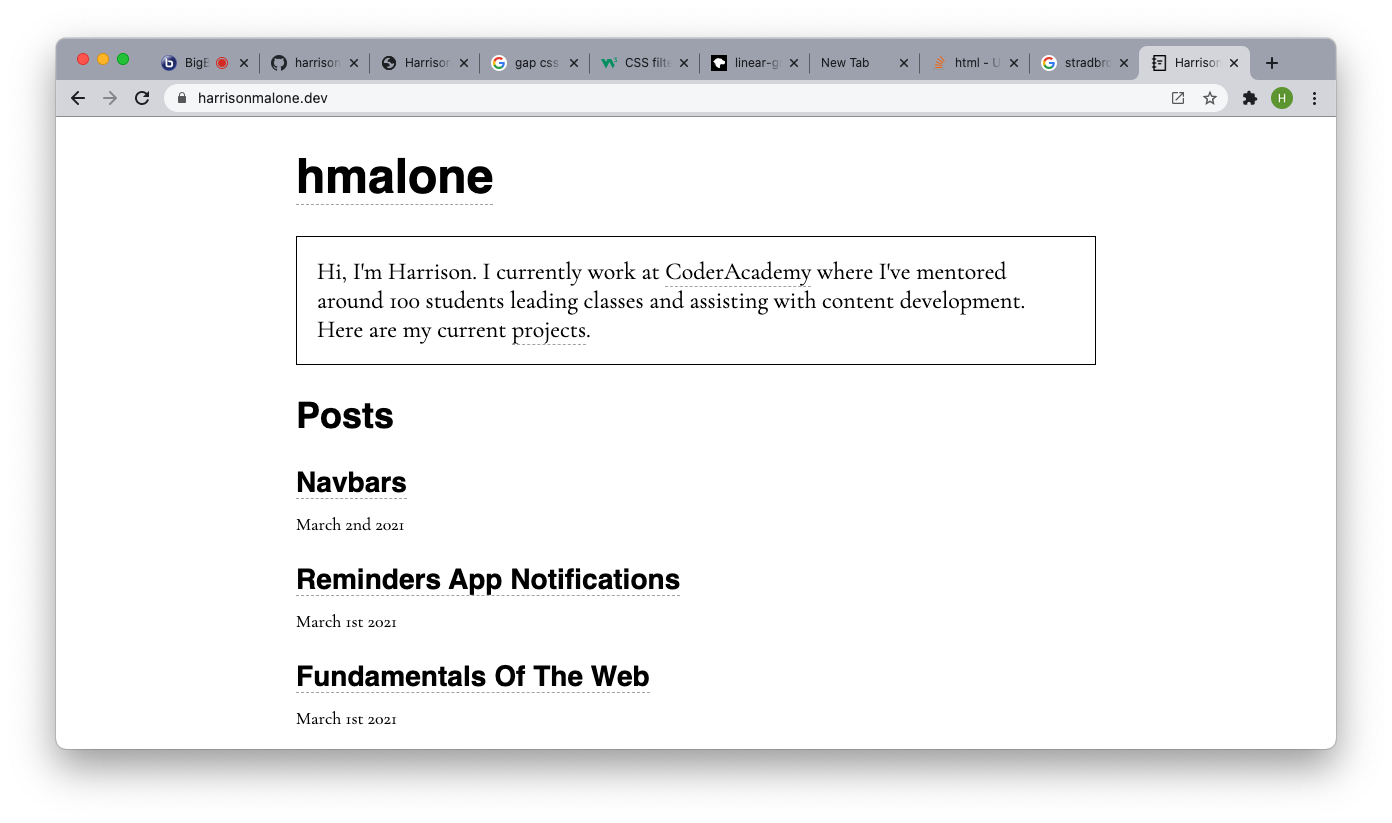 BigE
harrison
Harrison
gap css
CSS filte
linear-g
New Tab
html - U
stradbro
Harrison
harrisonmalone.dev
H
hmalone
Hi, I'm Harrison. I currently work at CoderAcademy where I've mentored
around 100 students leading classes and assisting with content development.
Here are my current projects.
Posts
Navbars
March 2nd 2021
Reminders App Notifications
March 1st 2021
Fundamentals Of The Web
March 1st 2021